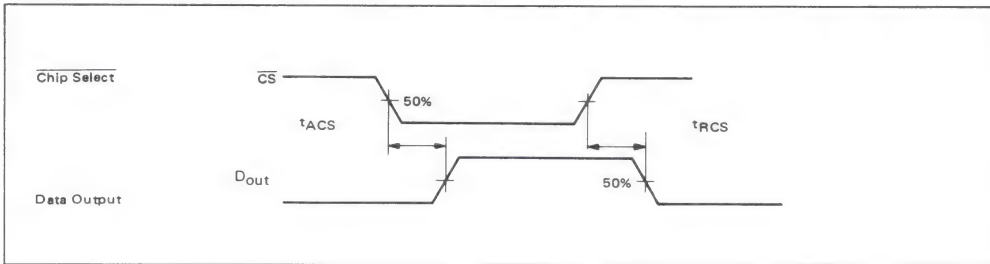 Chip Select
CS
50%
tACS
tRCS
Dout
50%
Data Output